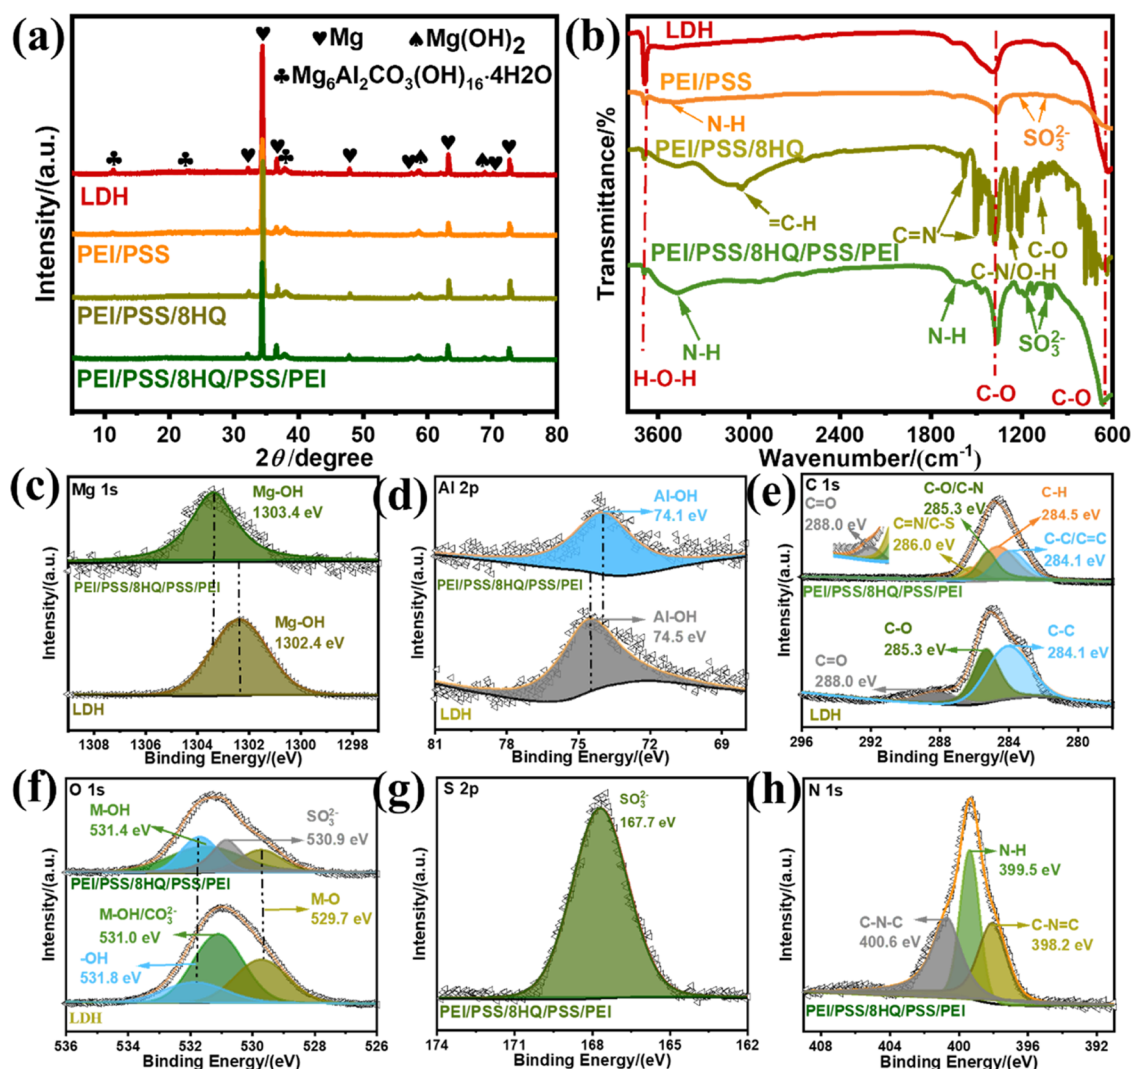 (a)
♥Mg ♠Mg(OH)₂
♣Mg₆Al₂CO₃(OH)₁₆·4H2O
LDH
PEI/PSS
PEI/PSS/8HQ
PEI/PSS/8HQ/PSS/PEI
Intensity/(a.u.)
10 20 30 40 50 60 70 80
2θ/degree
(b)
LDH
PEI/PSS
N-H
SO₃²⁻
PEI/PSS/8HQ
=C-H
C=N
C-O
C-N/O-H
PEI/PSS/8HQ/PSS/PEI
N-H
N-H
SO₃²⁻
H-O-H
C-O
C-O
Transmittance/%
3600 3000 2400 1800 1200 600
Wavenumber/(cm⁻¹)
(c)
Mg 1s
Mg-OH
1303.4 eV
PEI/PSS/8HQ/PSS/PEI
Mg-OH
1302.4 eV
LDH
Intensity/(a.u.)
1308 1306 1304 1302 1300 1298
Binding Energy/(eV)
(d)
Al 2p
Al-OH
74.1 eV
PEI/PSS/8HQ/PSS/PEI
Al-OH
74.5 eV
LDH
Intensity/(a.u.)
81 78 75 72 69
Binding Energy/(eV)
(e)
C 1s
C=O
288.0 eV
C-O/C-N
285.3 eV
C=N/C-S
286.0 eV
C-H
284.5 eV
C-C/C=C
284.1 eV
PEI/PSS/8HQ/PSS/PEI
C-O
285.3 eV
C-C
284.1 eV
C=O
288.0 eV
LDH
Intensity/(a.u.)
296 292 288 284 280
Binding Energy/(eV)
(f)
O 1s
M-OH
531.4 eV
SO₃²⁻
530.9 eV
PEI/PSS/8HQ/PSS/PEI
M-OH/CO₃²⁻
531.0 eV
M-O
529.7 eV
-OH
531.8 eV
LDH
Intensity/(a.u.)
536 534 532 530 528 526
Binding Energy/(eV)
(g)
S 2p
SO₃²⁻
167.7 eV
PEI/PSS/8HQ/PSS/PEI
Intensity/(a.u.)
174 171 168 165 162
Binding Energy/(eV)
(h)
N 1s
N-H
399.5 eV
C-N-C
400.6 eV
C-N=C
398.2 eV
PEI/PSS/8HQ/PSS/PEI
Intensity/(a.u.)
408 404 400 396 392
Binding Energy/(eV)